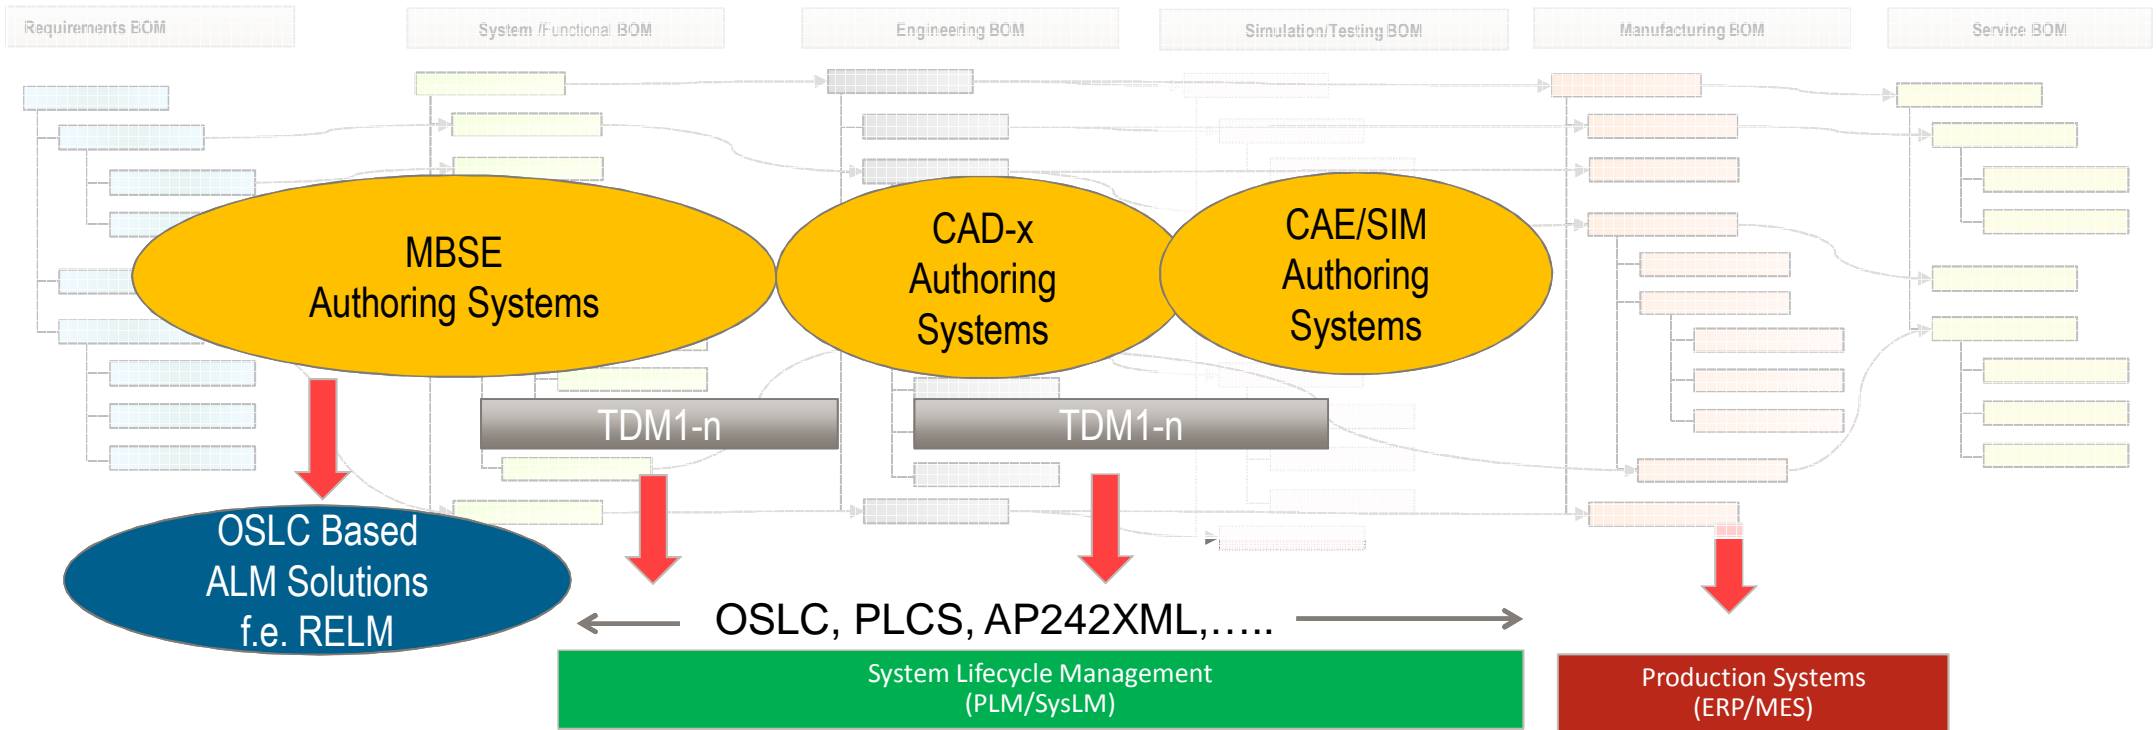 Requirements BOM
System /Functional BOM
Engineering BOM
Simulation/Testing BOM
Manufacturing BOM
Service BOM
MBSE
Authoring Systems
CAD-x
Authoring
Systems
CAE/SIM
Authoring
Systems
TDM1-n
TDM1-n
OSLC Based
ALM Solutions
f.e. RELM
OSLC, PLCS, AP242XML,.....
System Lifecycle Management
(PLM/SysLM)
Production Systems
(ERP/MES)